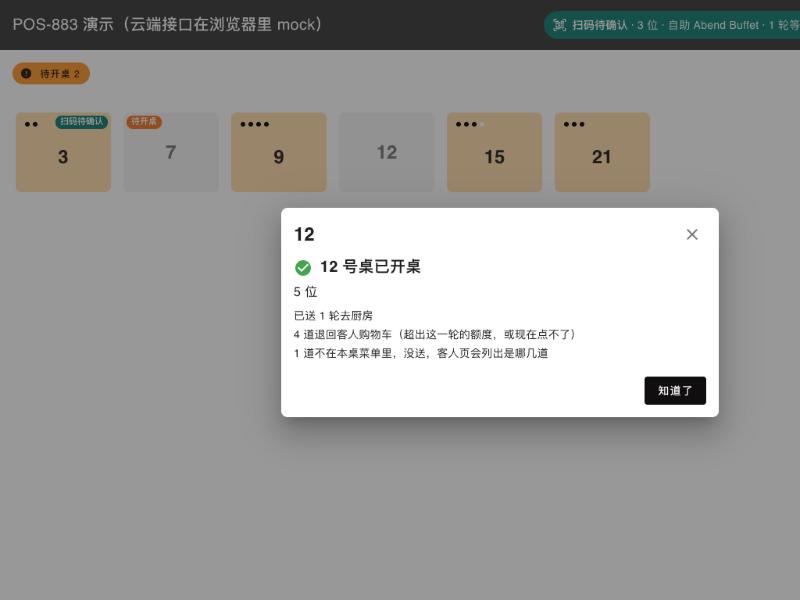 POS-883 演示（云端接口在浏览器里 mock）
扫码待确认 · 3 位 · 自助 Abend Buffet · 1 轮等
待开桌 2
扫码待确认
待开桌
3
7
9
12
15
21
12
12 号桌已开桌
5 位
已送 1 轮去厨房
4 道退回客人购物车（超出这一轮的额度，或现在点不了）
1 道不在本桌菜单里，没送，客人页会列出是哪几道
知道了